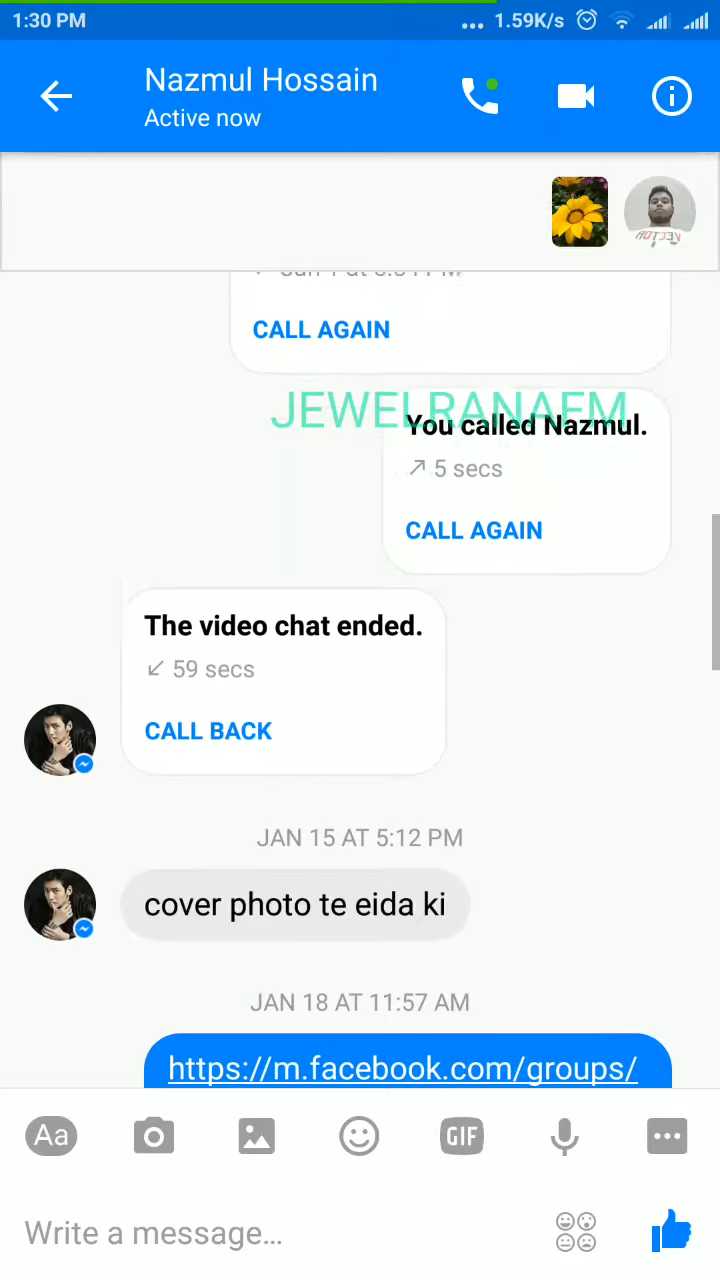 1:30 PM
... 1.59K/s
Nazmul Hossain
Active now
CALL AGAIN
JEWELRANAFM
You called Nazmul.
5 secs
CALL AGAIN
The video chat ended.
59 secs
CALL BACK
JAN 15 AT 5:12 PM
cover photo te eida ki
JAN 18 AT 11:57 AM
https://m.facebook.com/groups/
Aa
GIF
Write a message...